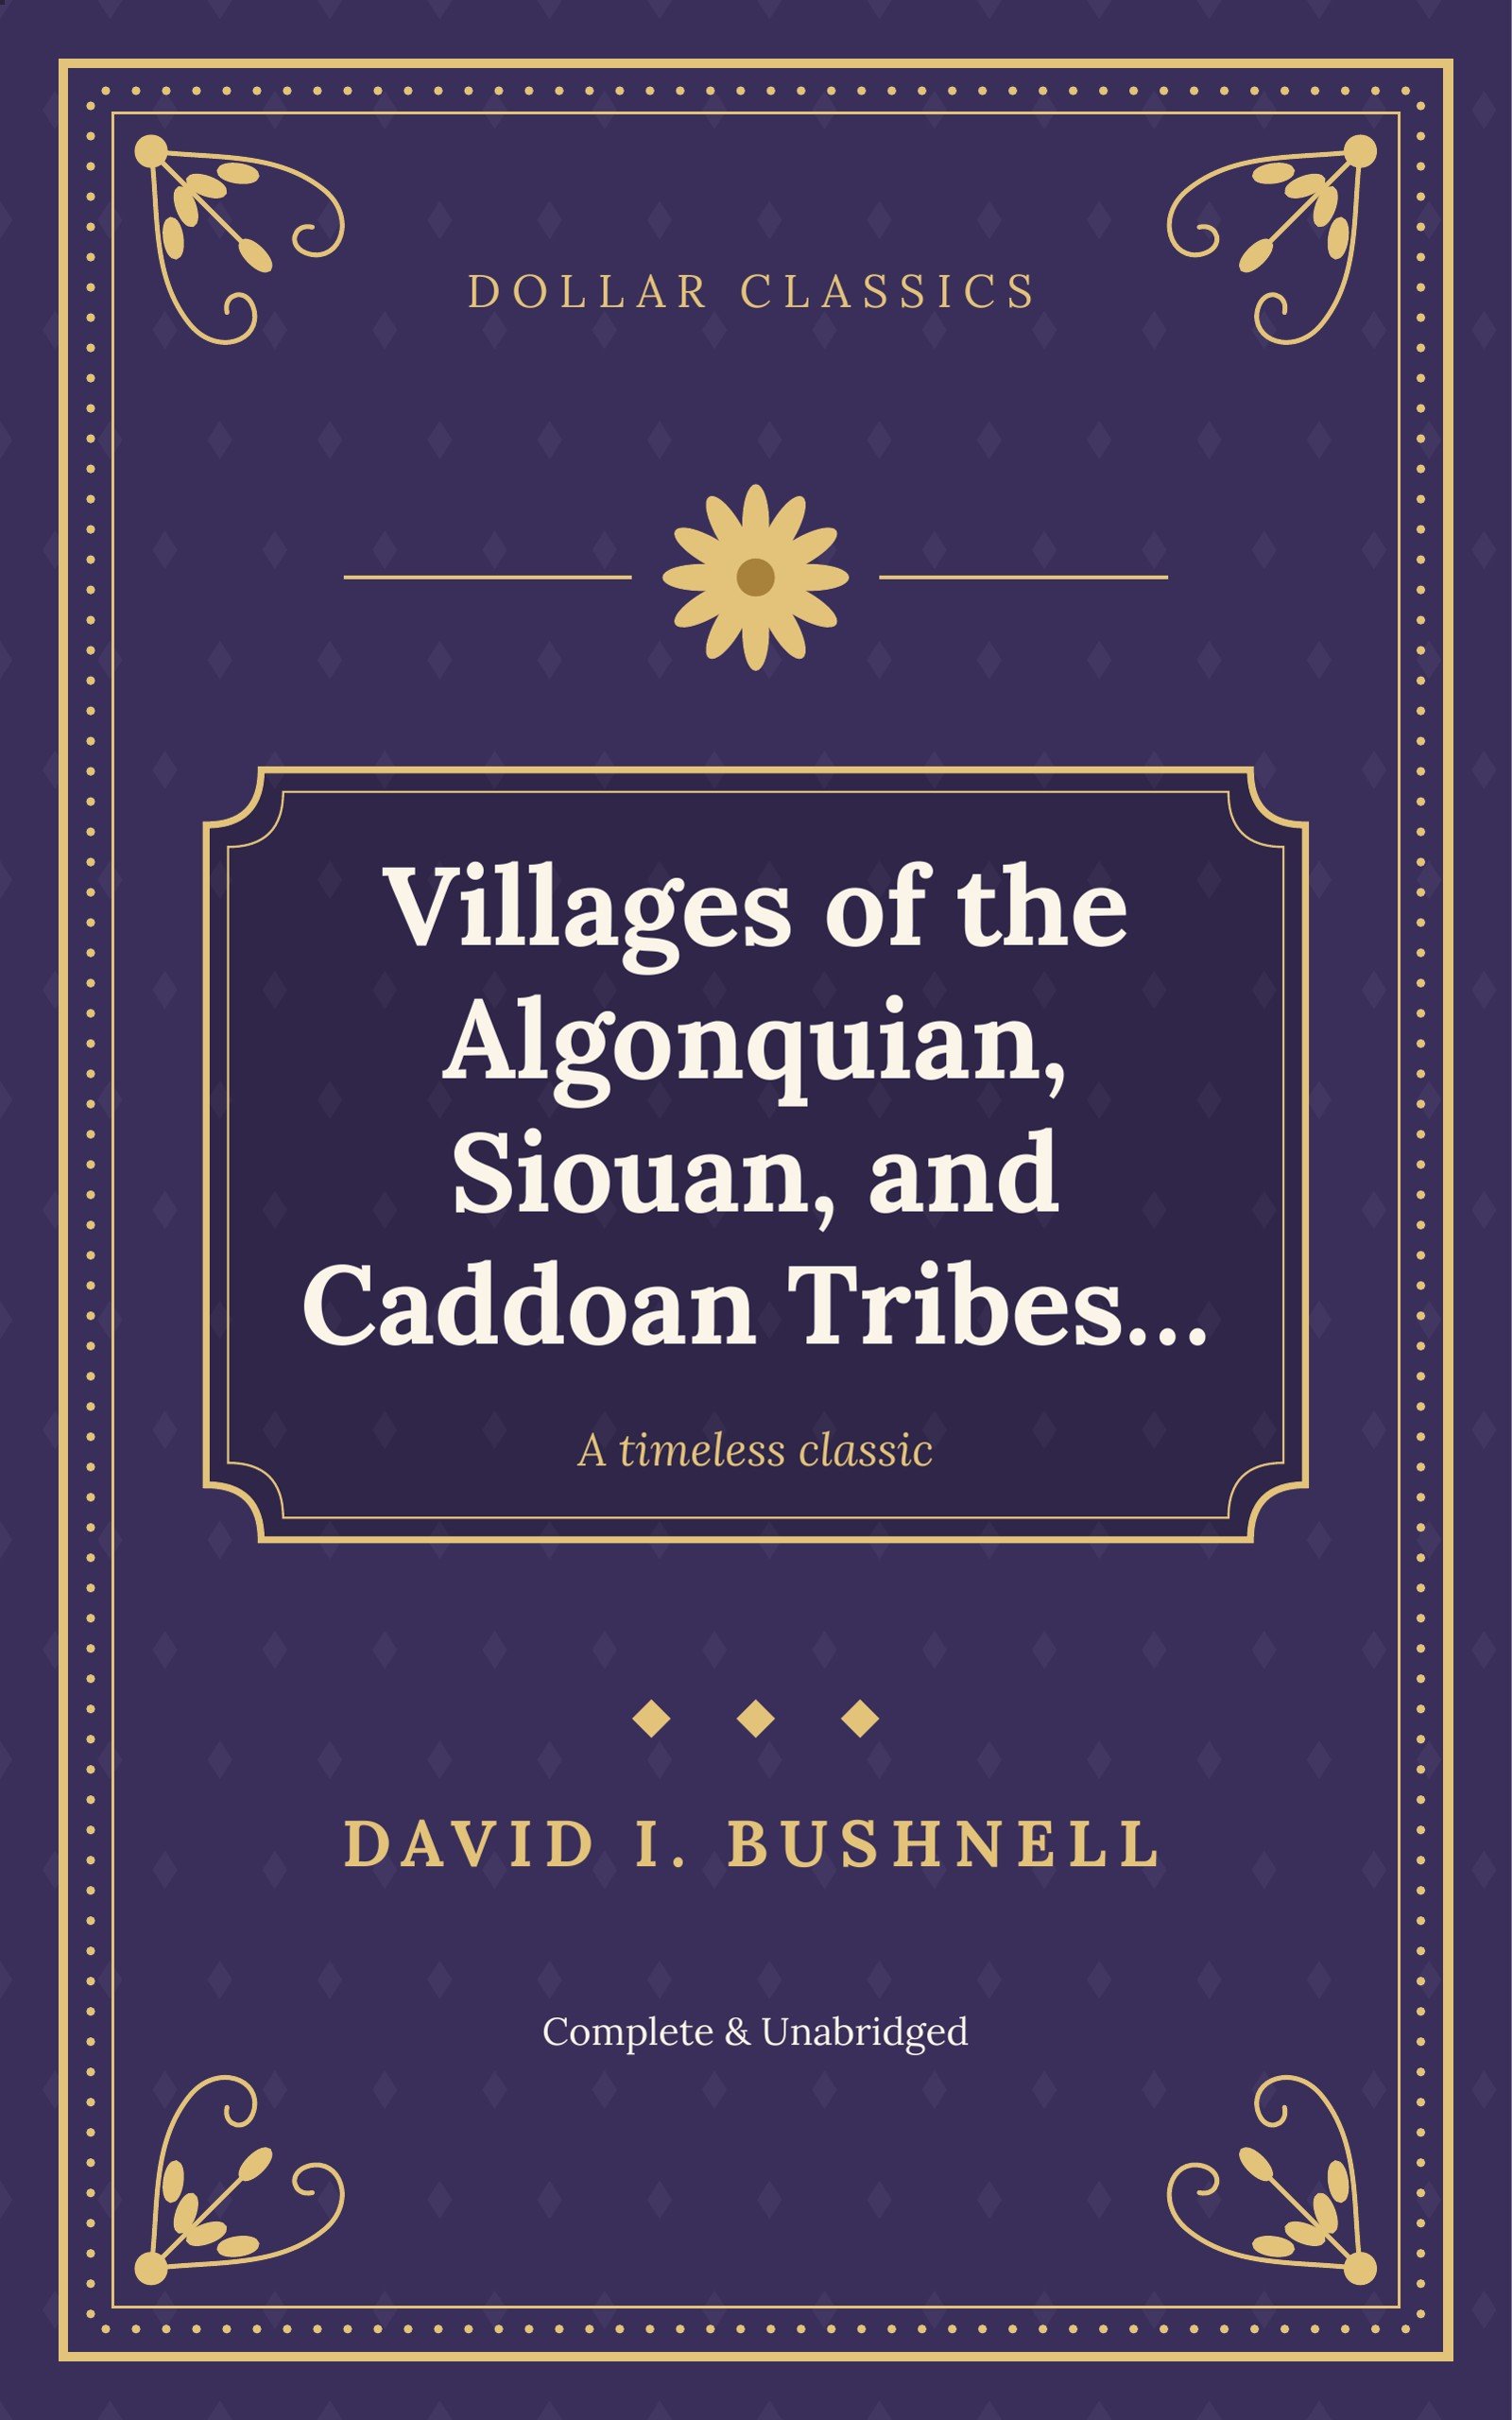 DOLLAR CLASSICS
Villages of the
Algonquian,
Siouan, and
Caddoan Tribes...
A timeless classic
DAVID I. BUSHNELL
Complete & Unabridged